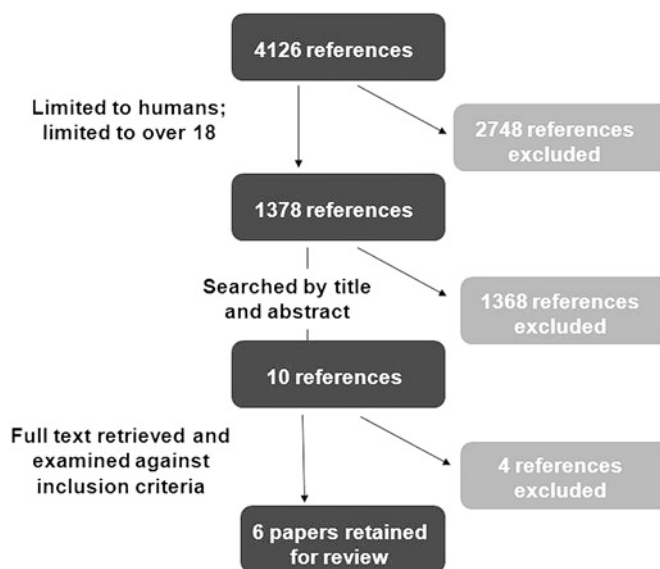 4126 references
Limited to humans;
limited to over 18
2748 references
excluded
1378 references
Searched by title
and abstract
1368 references
excluded
10 references
Full text retrieved and
examined against
inclusion criteria
4 references
excluded
6 papers retained
for review